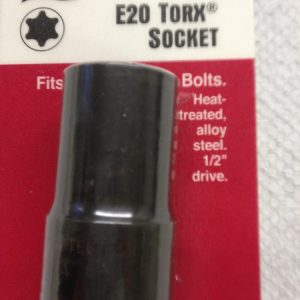 E20 TORX®
SOCKET
Fits Bolts.
Heat-
treated,
alloy
steel.
1/2"
drive.